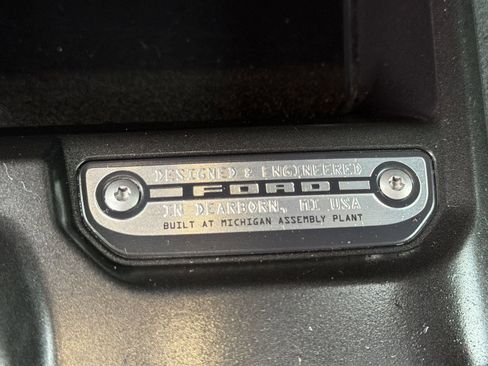 DESIGNED & ENGINEERED
FORD
IN DEARBORN, MI USA
BUILT AT MICHIGAN ASSEMBLY PLANT